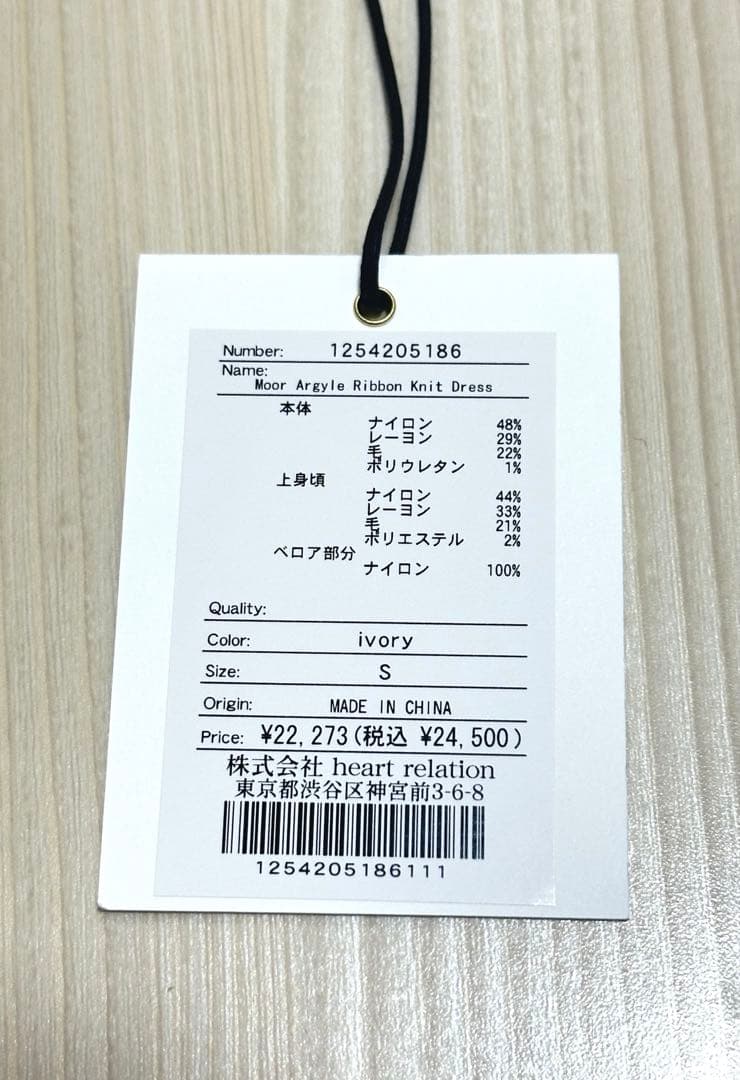 Number: 1254205186
Name:
Moor Argyle Ribbon Knit Dress
本体
ナイロン 48%
レーヨン 29%
毛 22%
ポリウレタン 1%
上身頃
ナイロン 44%
レーヨン 33%
毛 21%
ポリエステル 2%
ベロア部分
ナイロン 100%
Quality:
Color: ivory
Size: S
Origin: MADE IN CHINA
Price: ¥22,273(税込 ¥24,500)
株式会社 heart relation
東京都渋谷区神宮前3-6-8
1254205186111